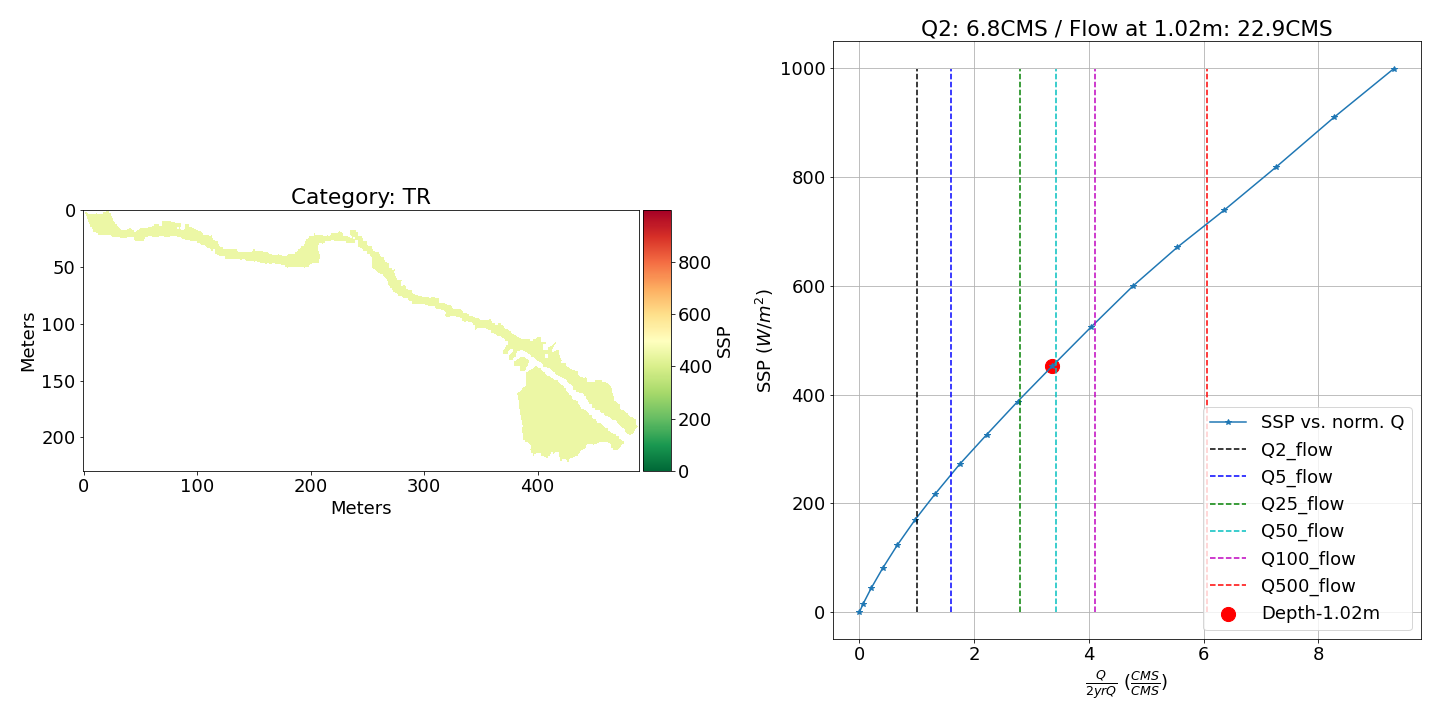 Category: TR
0
50
100
150
200
Meters
0
100
200
300
400
Meters
800
600
400
200
0
SSP
Q2: 6.8CMS / Flow at 1.02m: 22.9CMS
1000
800
600
400
200
0
SSP (W/m²)
0
2
4
6
8
Q/2yrQ (CMS/CMS)
SSP vs. norm. Q
Q2_flow
Q5_flow
Q25_flow
Q50_flow
Q100_flow
Q500_flow
Depth-1.02m